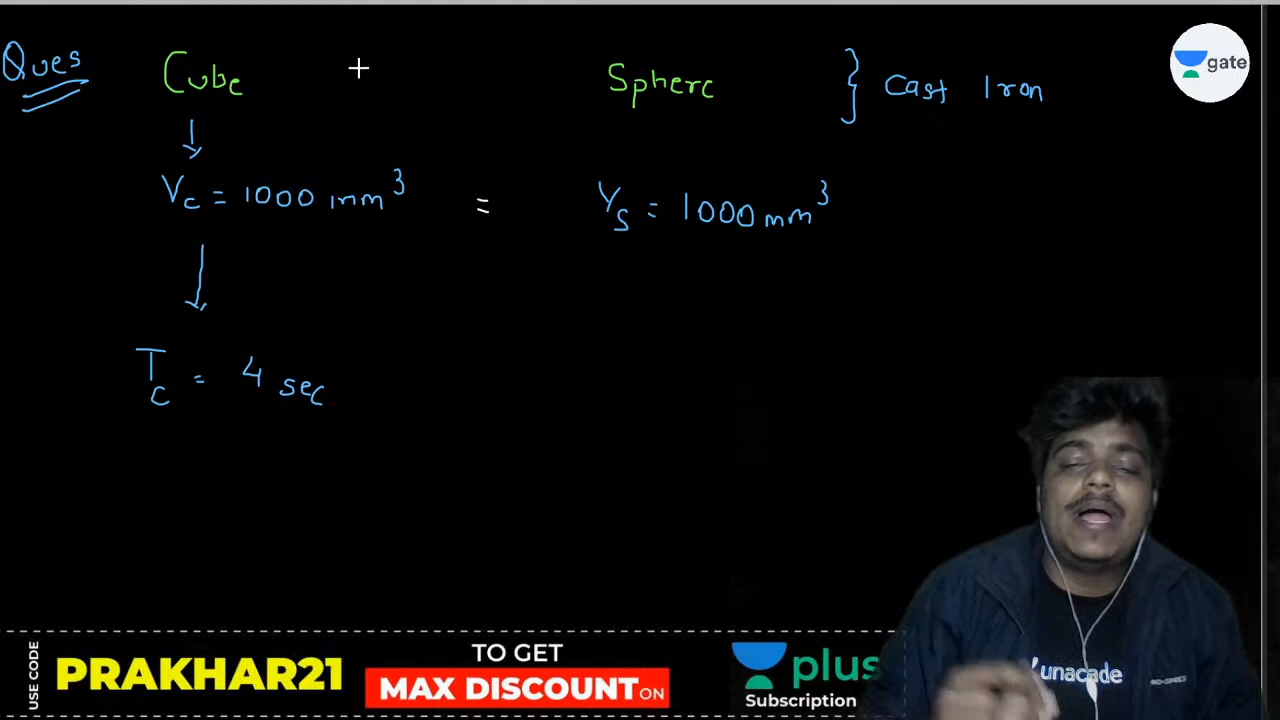 Ques Cube Sphere } Cast Iron
gate
↓
Vc = 1000 mm³ = Vs = 1000 mm³
↓
Tc = 4 sec
unacade
USE CODE
PRAKHAR21
TO GET
MAX DISCOUNT ON
plus
Subscription